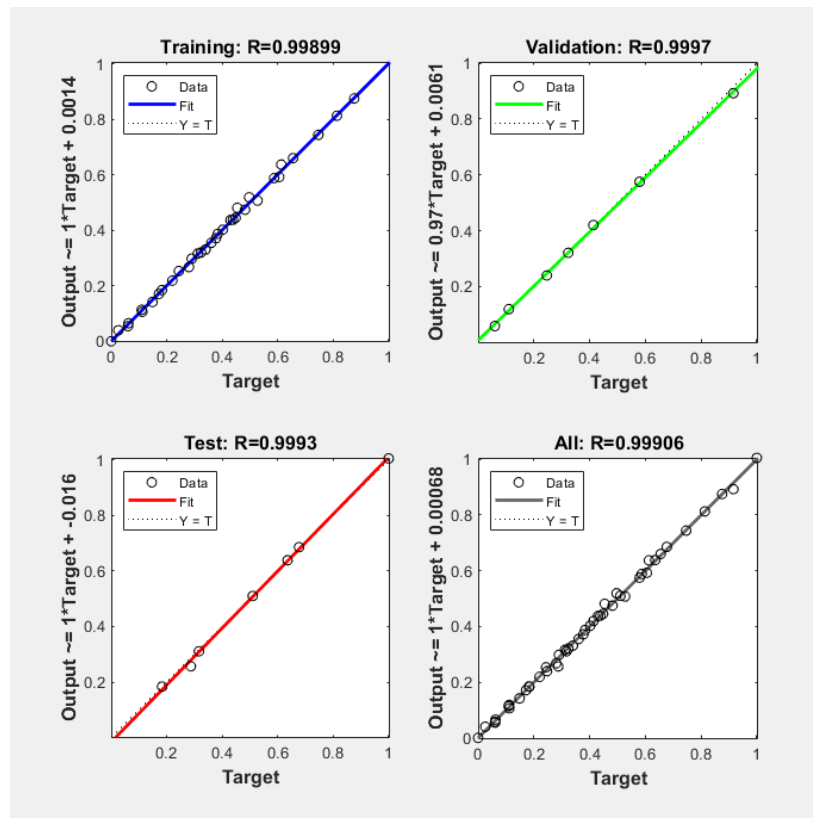 Training: R=0.99899
Output ~= 1*Target + 0.0014
1
0.8
0.6
0.4
0.2
0
Data
Fit
Y = T
0
0.2
0.4
0.6
0.8
1
Target
Validation: R=0.9997
Output ~= 0.97*Target + 0.0061
1
0.8
0.6
0.4
0.2
Data
Fit
Y = T
0.2
0.4
0.6
0.8
1
Target
Test: R=0.9993
Output ~= 1*Target + -0.016
1
0.8
0.6
0.4
0.2
Data
Fit
Y = T
0.2
0.4
0.6
0.8
1
Target
All: R=0.99906
Output ~= 1*Target + 0.00068
1
0.8
0.6
0.4
0.2
0
Data
Fit
Y = T
0
0.2
0.4
0.6
0.8
1
Target